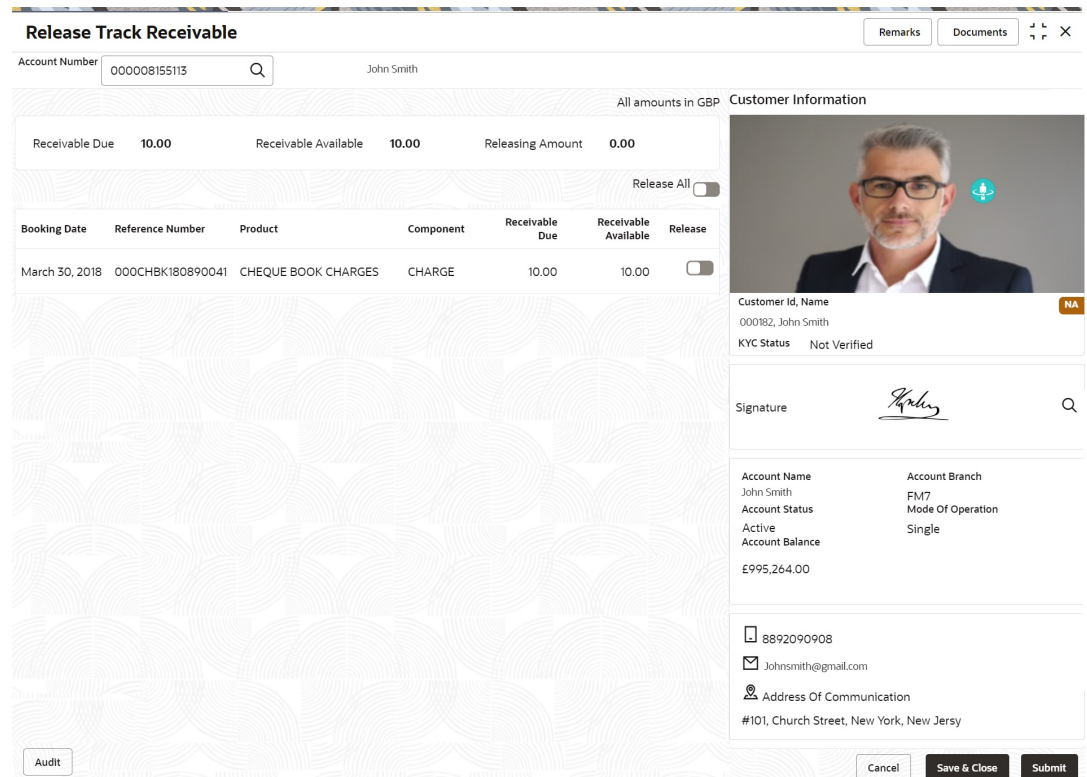 Release Track Receivable
Remarks
Documents
Account Number
000008155113
John Smith
All amounts in GBP
Receivable Due 10.00 Receivable Available 10.00 Releasing Amount 0.00
Release All
Booking Date Reference Number Product Component Receivable Due Receivable Available Release
March 30, 2018 000CHBK180890041 CHEQUE BOOK CHARGES CHARGE 10.00 10.00
Customer Information
Customer Id, Name
NA
000182, John Smith
KYC Status Not Verified
Signature
Account Name Account Branch
John Smith FM7
Account Status Mode Of Operation
Active Single
Account Balance
£995,264.00
8892090908
Johnsmith@gmail.com
Address Of Communication
#101, Church Street, New York, New Jersy
Audit
Cancel
Save & Close
Submit